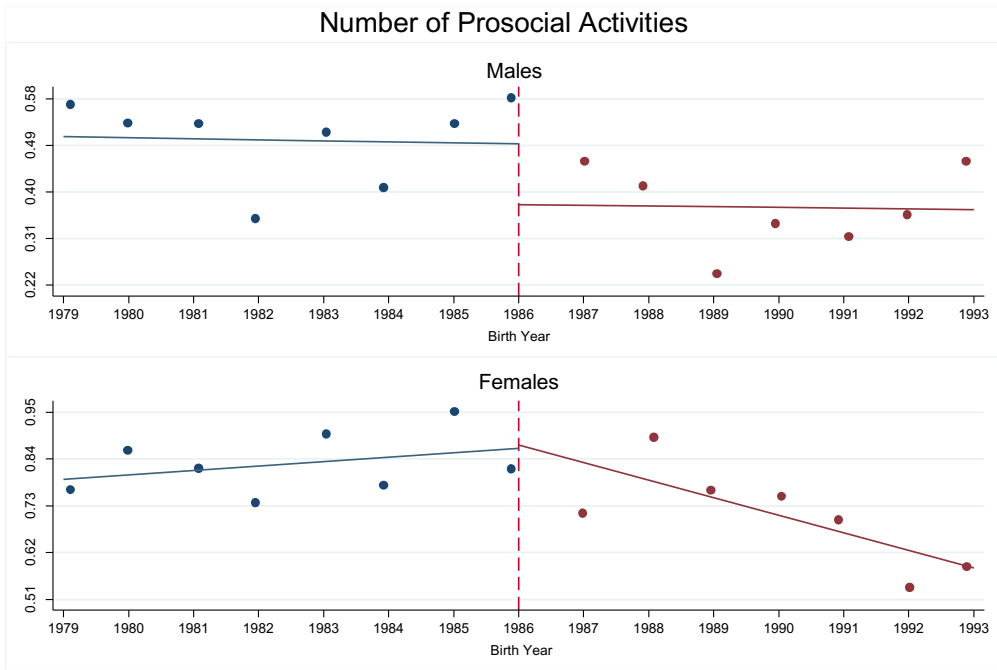 Number of Prosocial Activities
Males
0.58
0.49
0.40
0.31
0.22
1979 1980 1981 1982 1983 1984 1985 1986 1987 1988 1989 1990 1991 1992 1993
Birth Year
Females
0.95
0.84
0.73
0.62
0.51
1979 1980 1981 1982 1983 1984 1985 1986 1987 1988 1989 1990 1991 1992 1993
Birth Year